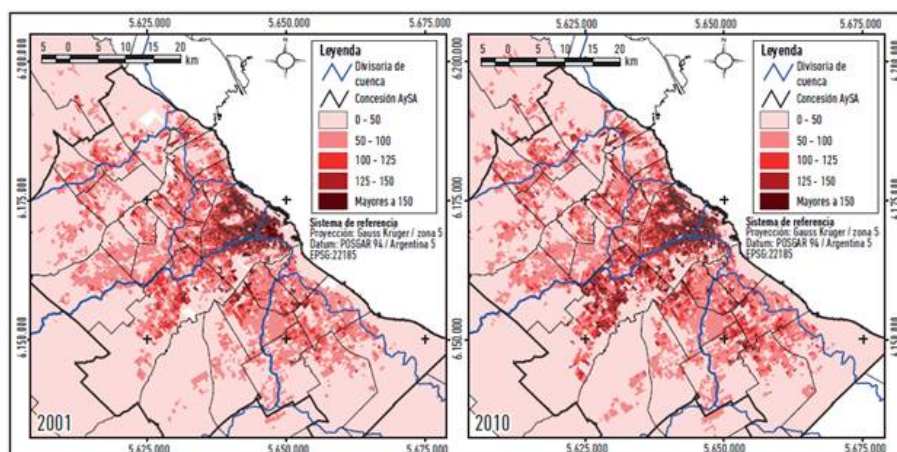 5.625.000 5.650.000 5.675.000
6.200.000
6.175.000
6.150.000
5 0 5 10 15 20
km
Leyenda
Divisoria de
cuenca
Concesión AySA
0 - 50
50 - 100
100 - 125
125 - 150
Mayores a 150
Sistema de referencia
Proyección: Gauss Krüger / zona 5
Datum: POSGAR 94 / Argentina 5
EPSG:22185
2001
5.625.000 5.650.000 5.675.000
5.625.000 5.650.000 5.675.000
5 0 5 10 15 20
km
Leyenda
Divisoria de
cuenca
Concesión AySA
0 - 50
50 - 100
100 - 125
125 - 150
Mayores a 150
Sistema de referencia
Proyección: Gauss Krüger / zona 5
Datum: POSGAR 94 / Argentina 5
EPSG:22185
6.200.000
6.175.000
6.150.000
2010
5.625.000 5.650.000 5.675.000